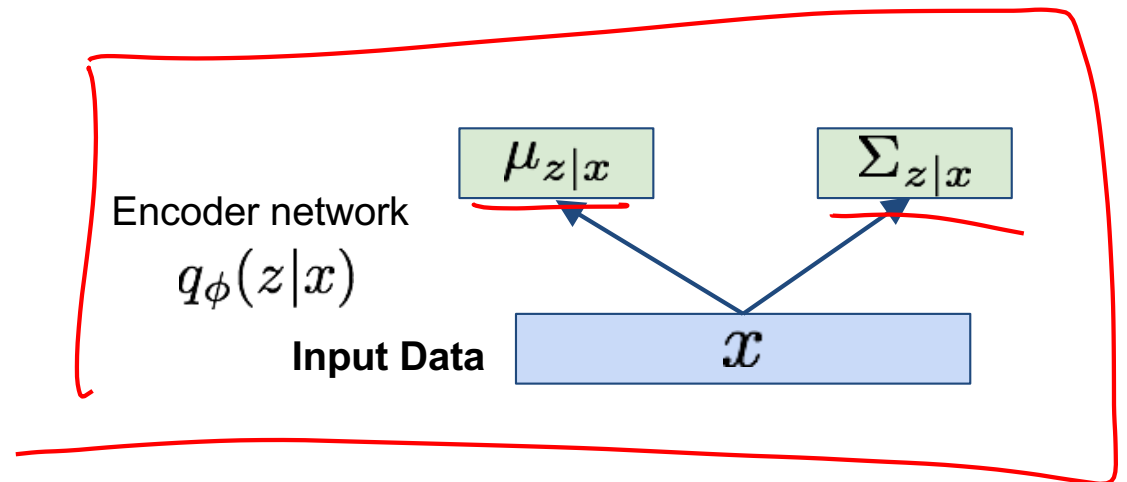 μ_{z|x} Σ_{z|x}
Encoder network
q_ϕ(z|x)
Input Data x